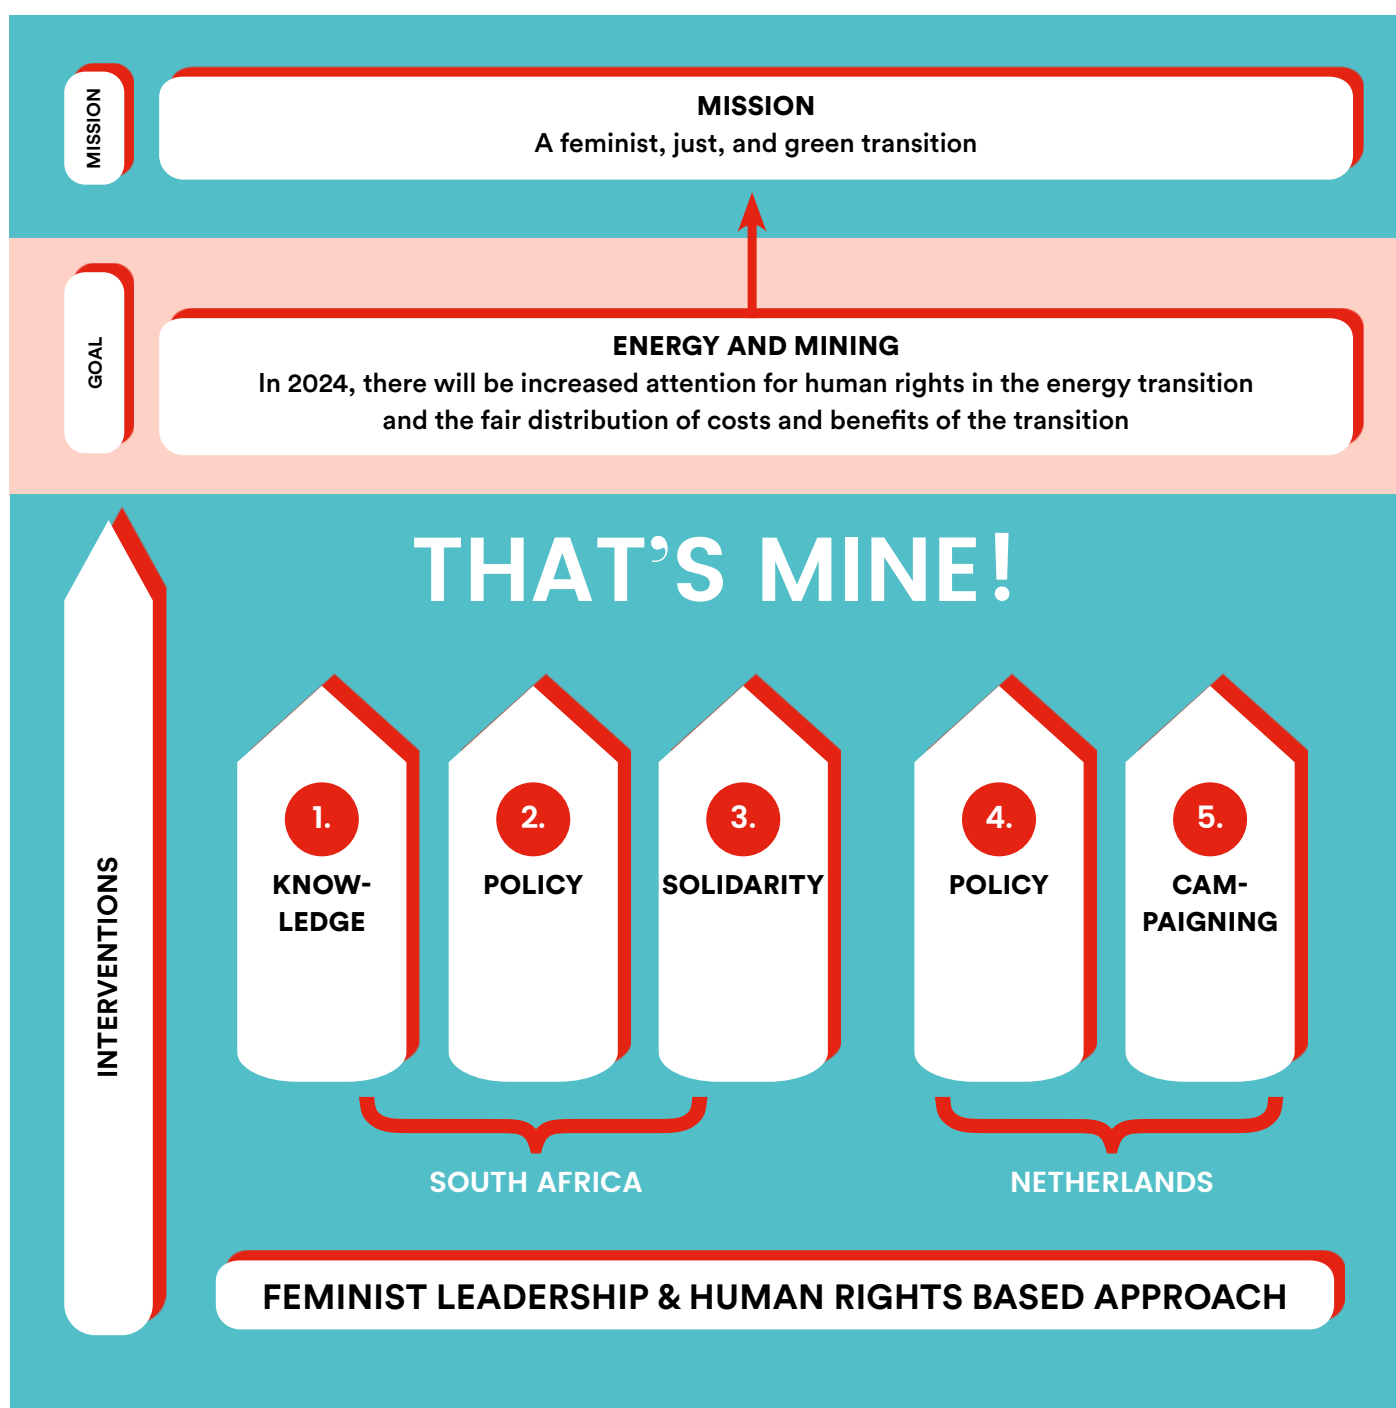 MISSION
MISSION
A feminist, just, and green transition
GOAL
ENERGY AND MINING
In 2024, there will be increased attention for human rights in the energy transition
and the fair distribution of costs and benefits of the transition
INTERVENTIONS
THAT’S MINE!
1.
KNOW-
LEDGE
2.
POLICY
3.
SOLIDARITY
4.
POLICY
5.
CAM-
PAIGNING
SOUTH AFRICA
NETHERLANDS
FEMINIST LEADERSHIP & HUMAN RIGHTS BASED APPROACH